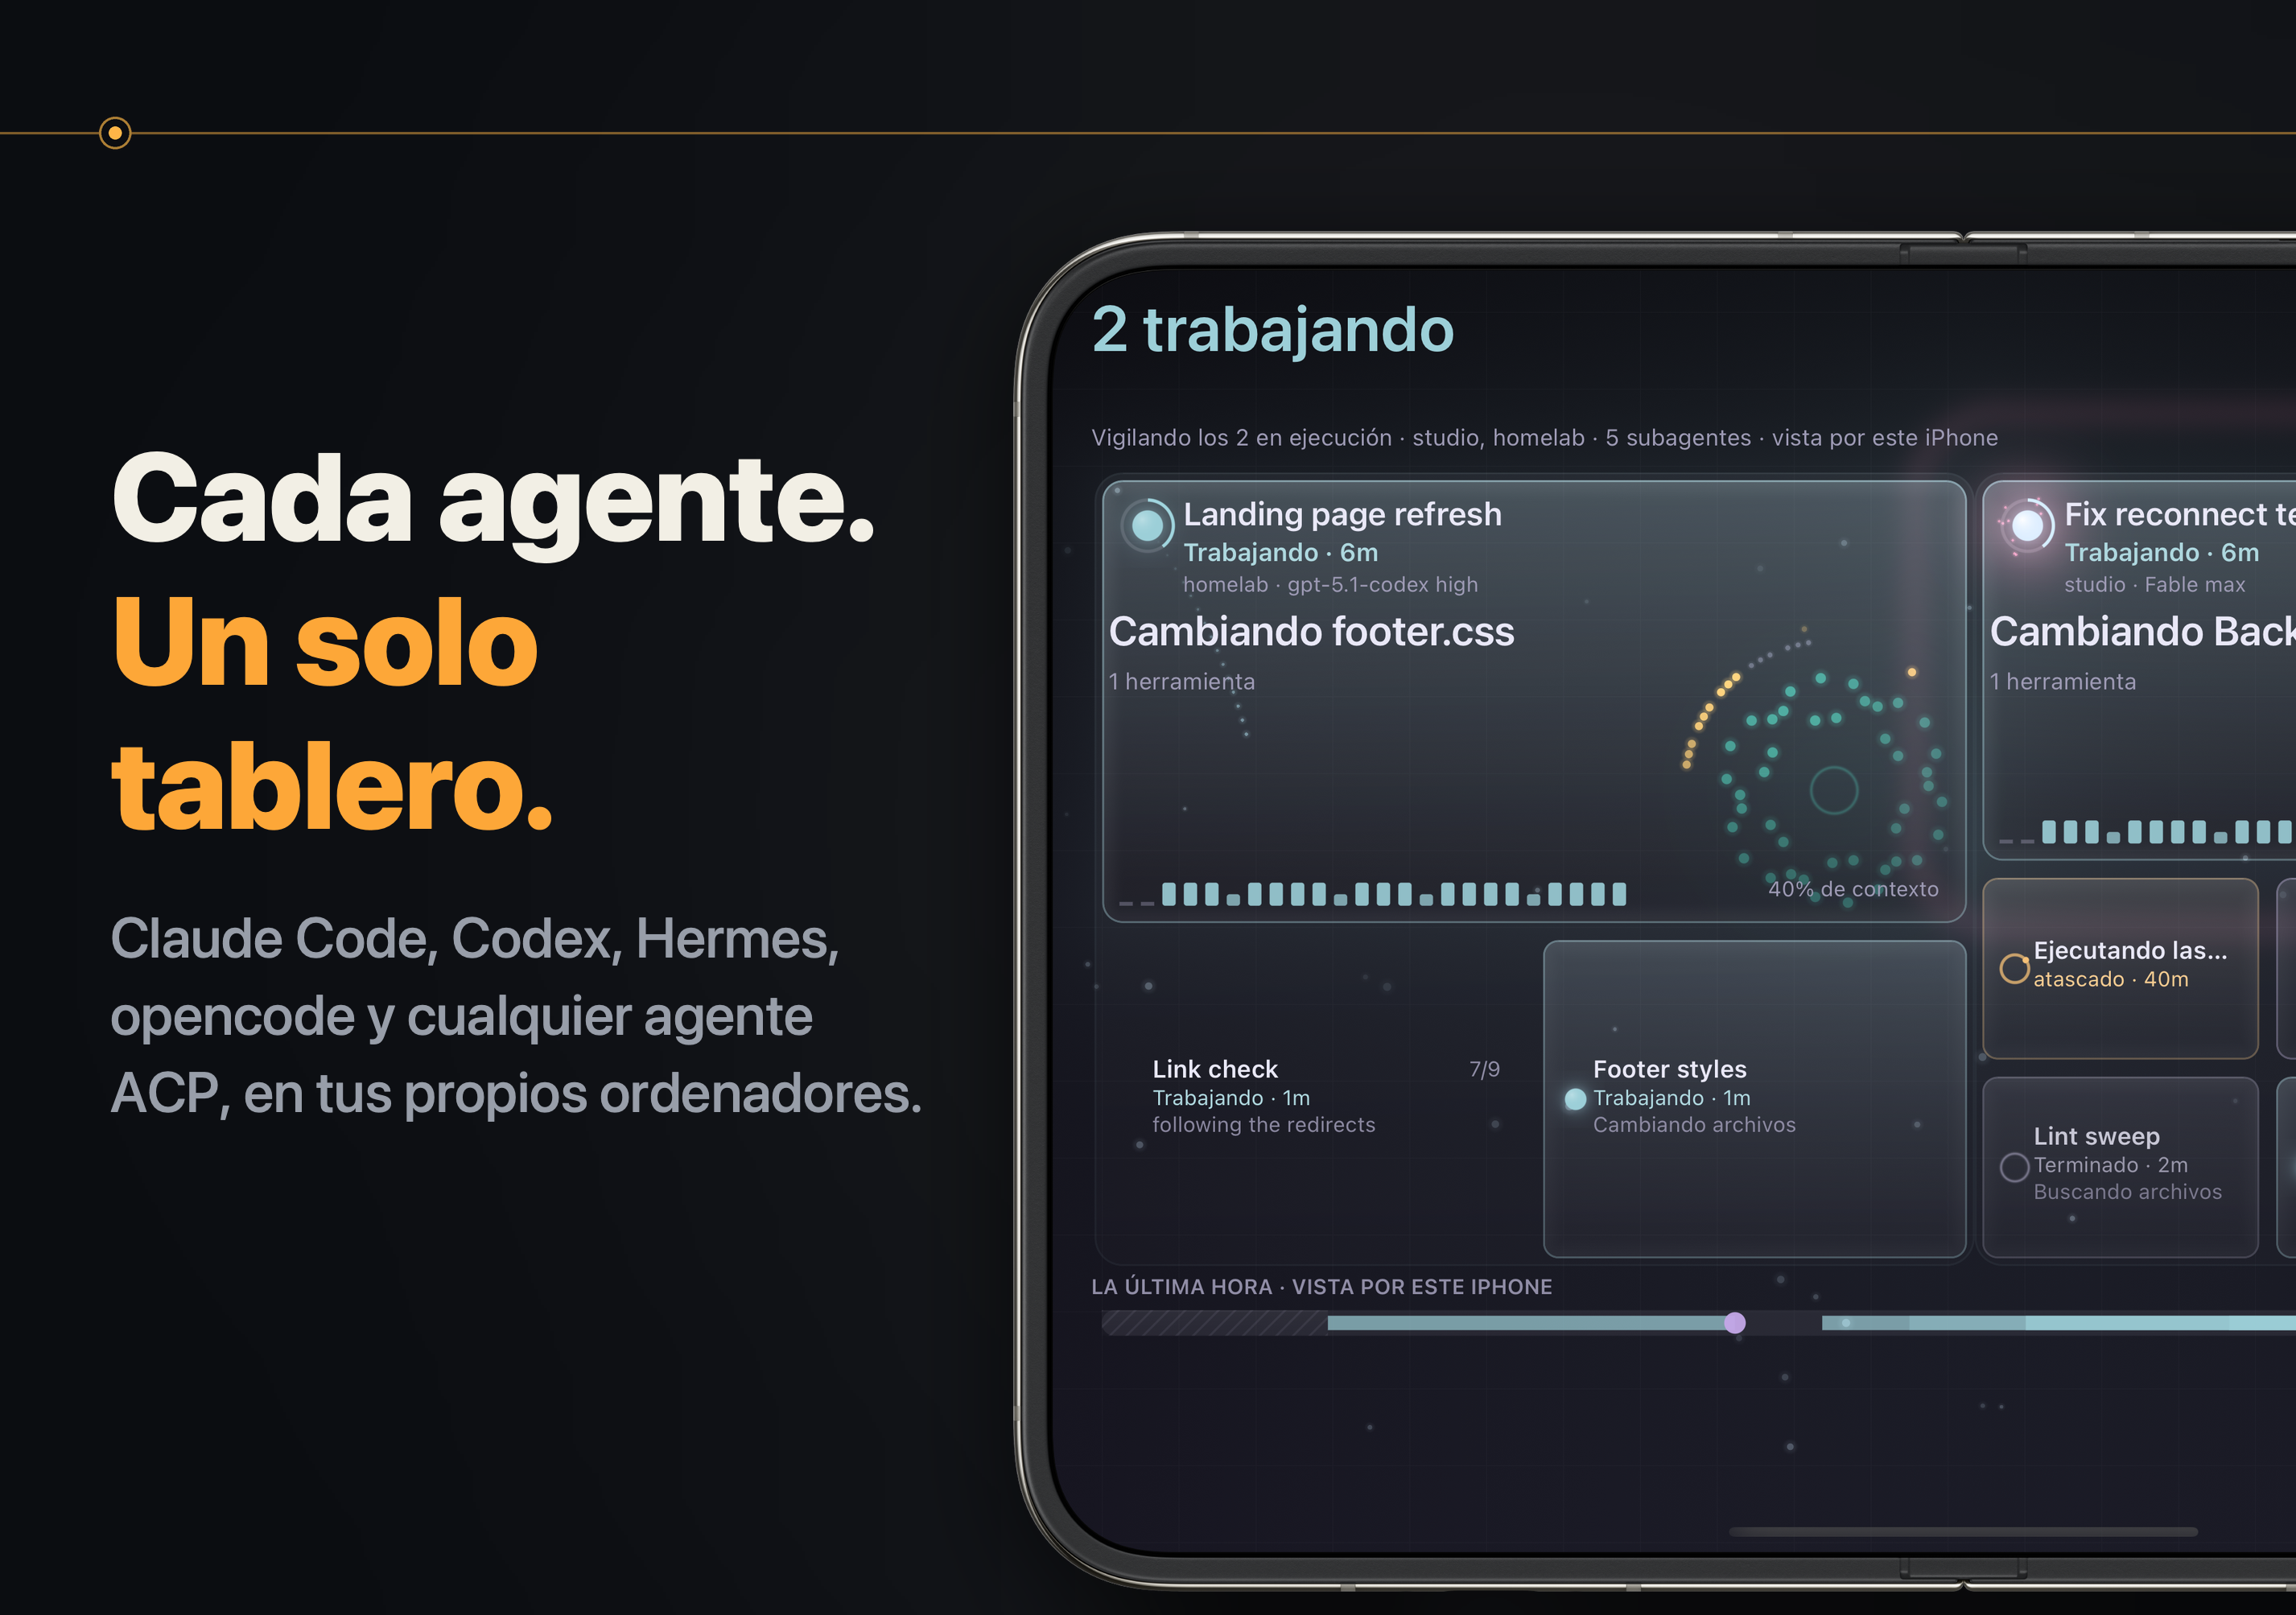 Cada agente.
Un solo
tablero.
Claude Code, Codex, Hermes,
opencode y cualquier agente
ACP, en tus propios ordenadores.
2 trabajando
Vigilando los 2 en ejecución · studio, homelab · 5 subagentes · vista por este iPhone
Landing page refresh
Trabajando · 6m
homelab · gpt-5.1-codex high
Cambiando footer.css
1 herramienta
40% de contexto
Fix reconnect te
Trabajando · 6m
studio · Fable max
Cambiando Back
1 herramienta
Link check 7/9
Trabajando · 1m
following the redirects
Footer styles
Trabajando · 1m
Cambiando archivos
Ejecutando las...
atascado · 40m
Lint sweep
Terminado · 2m
Buscando archivos
LA ÚLTIMA HORA · VISTA POR ESTE IPHONE